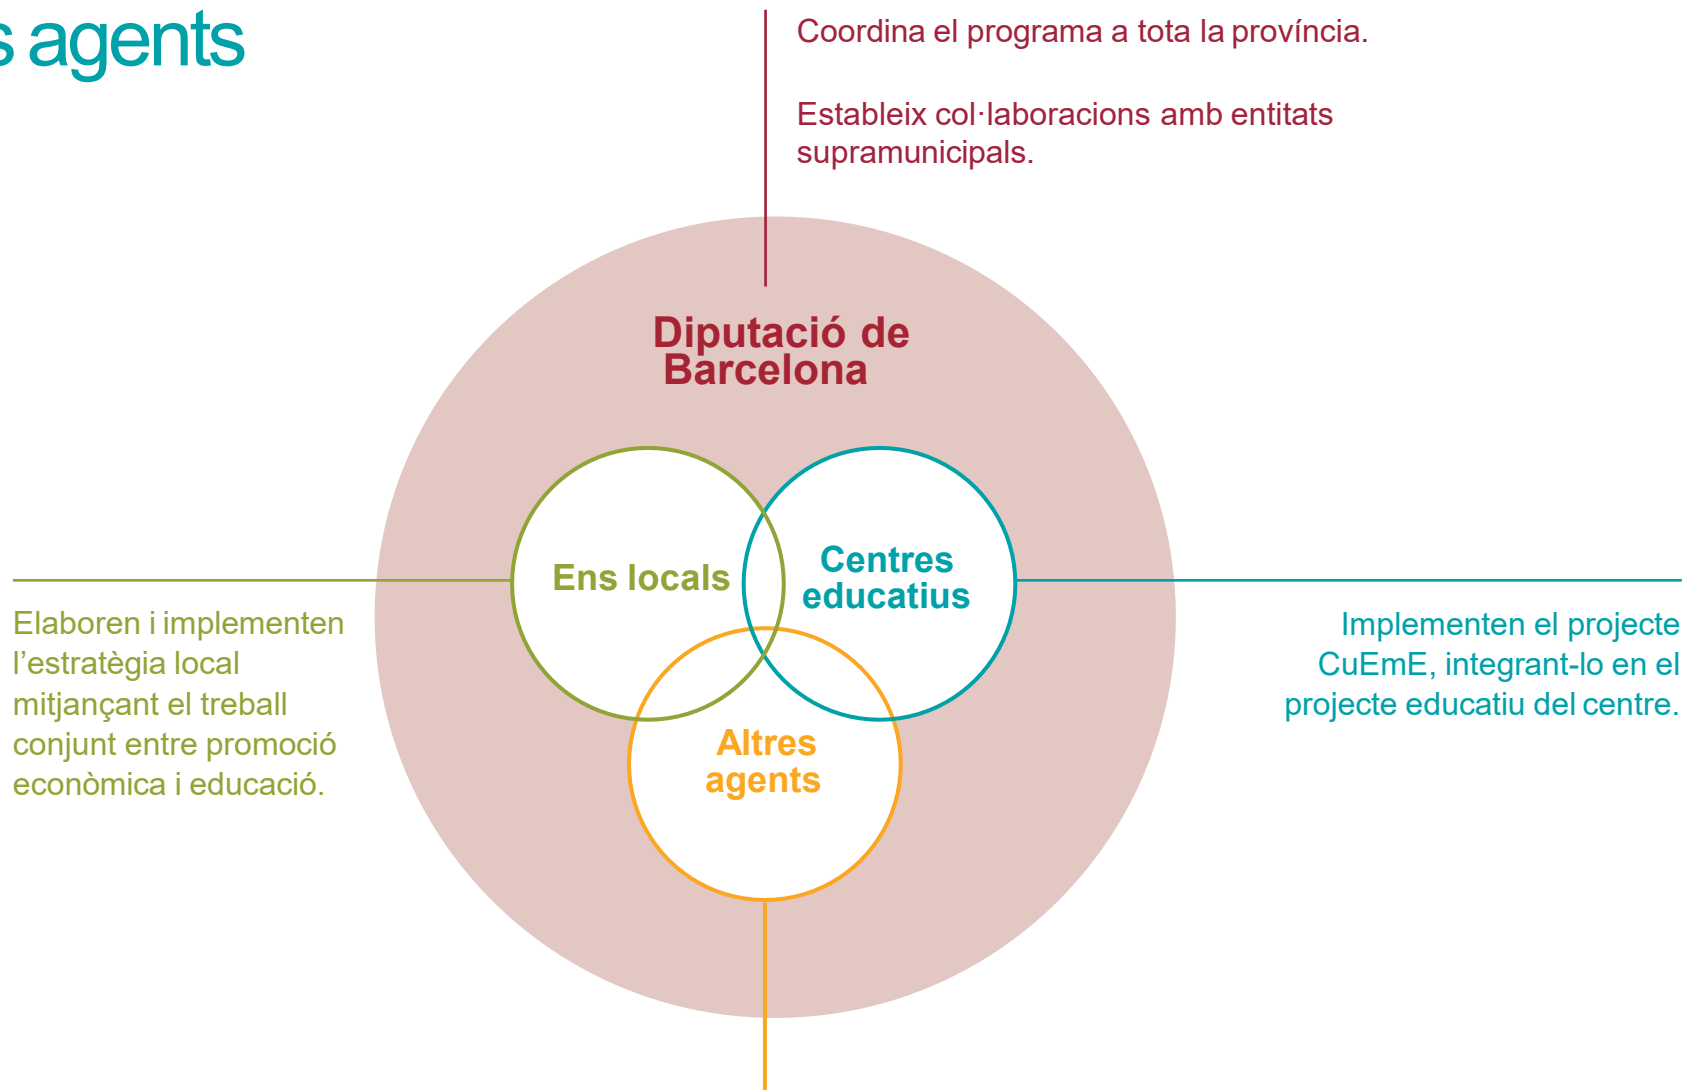 s agents
Coordina el programa a tota la província.
Estableix col·laboracions amb entitats
supramunicipals.
Diputació de
Barcelona
Ens locals
Centres
educatius
Altres
agents
Elaboren i implementen
l’estratègia local
mitjançant el treball
conjunt entre promoció
econòmica i educació.
Implementen el projecte
CuEmE, integrant-lo en el
projecte educatiu del centre.